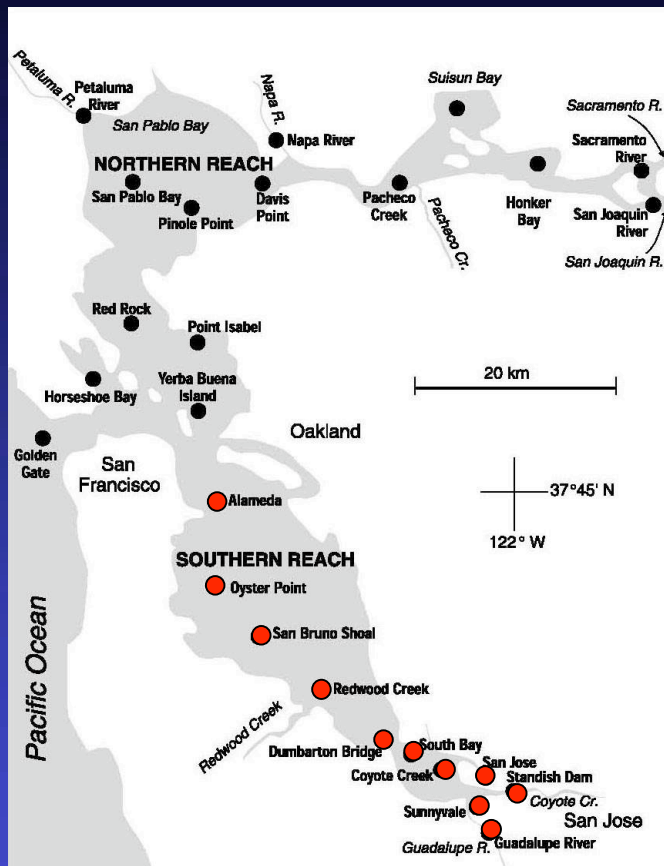 Petaluma R.
Petaluma
River
San Pablo Bay
Napa R.
Napa River
Suisun Bay
Sacramento R.
Sacramento
River
NORTHERN REACH
San Pablo Bay
Pinole Point
Davis
Point
Pacheco
Creek
Pacheco Cr.
Honker
Bay
San Joaquin
River
San Joaquin R.
Red Rock
Point Isabel
Horseshoe Bay
Yerba Buena
Island
20 km
Golden
Gate
San
Francisco
Oakland
Alameda
37°45' N
122° W
SOUTHERN REACH
Oyster Point
Pacific Ocean
San Bruno Shoal
Redwood Creek
Redwood Creek
Dumbarton Bridge
South Bay
Coyote Creek
San Jose
Standish Dam
Coyote Cr.
Sunnyvale
San Jose
Guadalupe R.
Guadalupe River